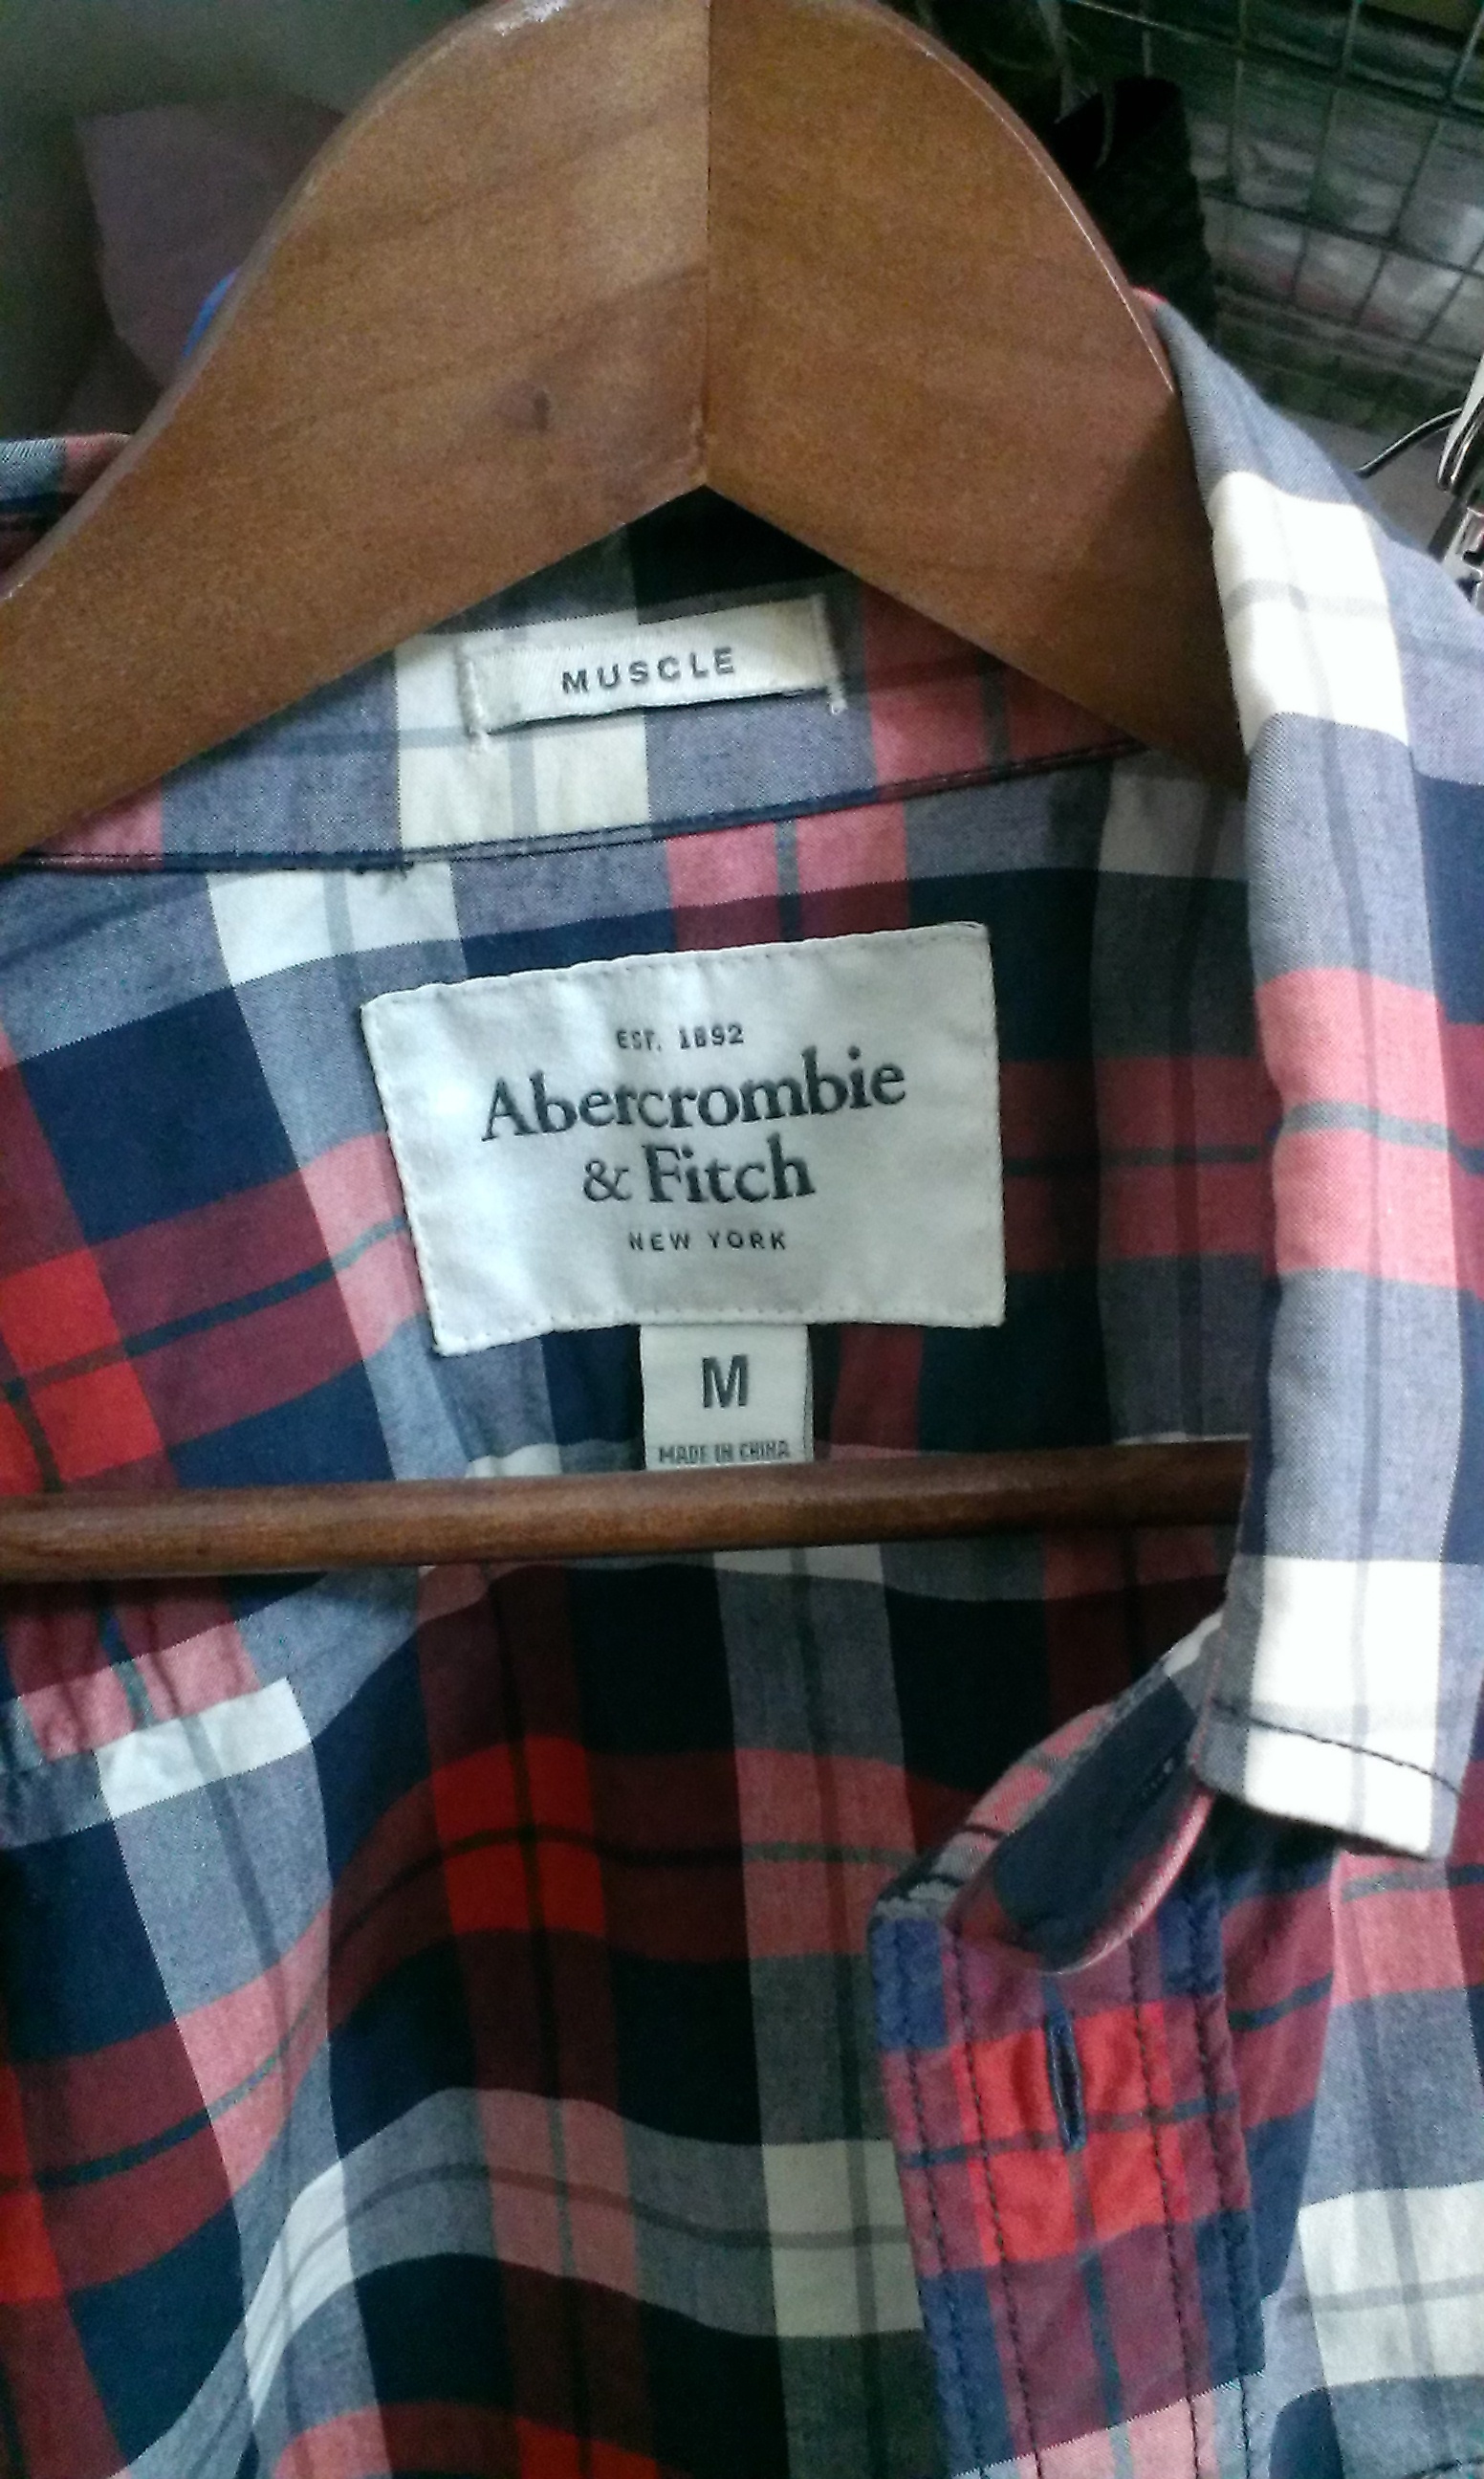 MUSCLE
EST. 1892
Abercrombie
& Fitch
NEW YORK
M
MADE IN CHINA